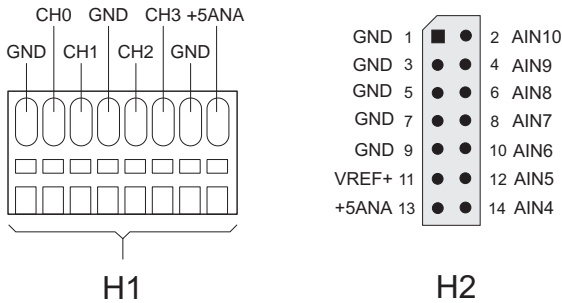 CH0 GND CH3 +5ANA
GND CH1 CH2 GND
H1
GND 1 2 AIN10
GND 3 4 AIN9
GND 5 6 AIN8
GND 7 8 AIN7
GND 9 10 AIN6
VREF+ 11 12 AIN5
+5ANA 13 14 AIN4
H2